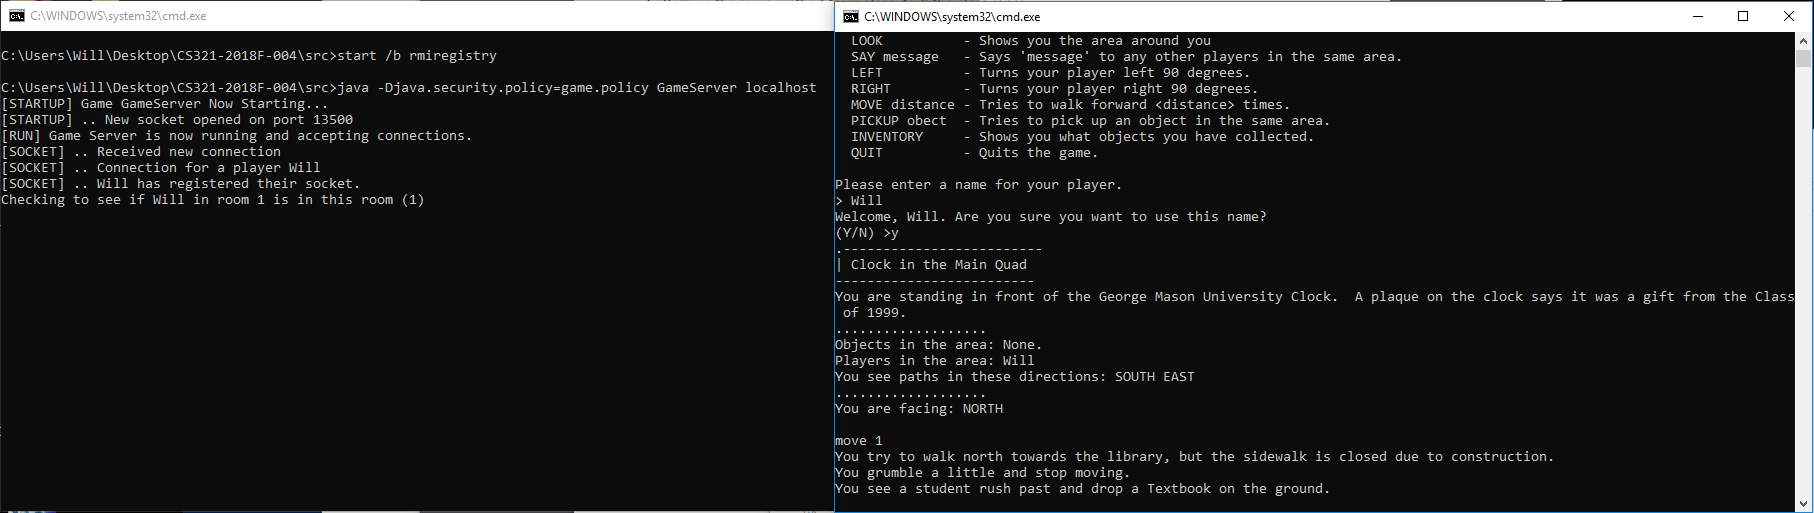 C:\WINDOWS\system32\cmd.exe
C:\Users\Will\Desktop\CS321-2018F-004\src>start /b rmiregistry
C:\Users\Will\Desktop\CS321-2018F-004\src>java -Djava.security.policy=game.policy GameServer localhost
[STARTUP] Game GameServer Now Starting...
[STARTUP] .. New socket opened on port 13500
[RUN] Game Server is now running and accepting connections.
[SOCKET] .. Received new connection
[SOCKET] .. Connection for a player Will
[SOCKET] .. Will has registered their socket.
Checking to see if Will in room 1 is in this room (1)
C:\WINDOWS\system32\cmd.exe
LOOK          - Shows you the area around you
SAY message   - Says 'message' to any other players in the same area.
LEFT          - Turns your player left 90 degrees.
RIGHT         - Turns your player right 90 degrees.
MOVE distance - Tries to walk forward <distance> times.
PICKUP obect  - Tries to pick up an object in the same area.
INVENTORY     - Shows you what objects you have collected.
QUIT          - Quits the game.
Please enter a name for your player.
> Will
Welcome, Will. Are you sure you want to use this name?
(Y/N) >y
.-------------------------
| Clock in the Main Quad
-------------------------
You are standing in front of the George Mason University Clock.  A plaque on the clock says it was a gift from the Class
of 1999.
...................
Objects in the area: None.
Players in the area: Will
You see paths in these directions: SOUTH EAST
...................
You are facing: NORTH
move 1
You try to walk north towards the library, but the sidewalk is closed due to construction.
You grumble a little and stop moving.
You see a student rush past and drop a Textbook on the ground.